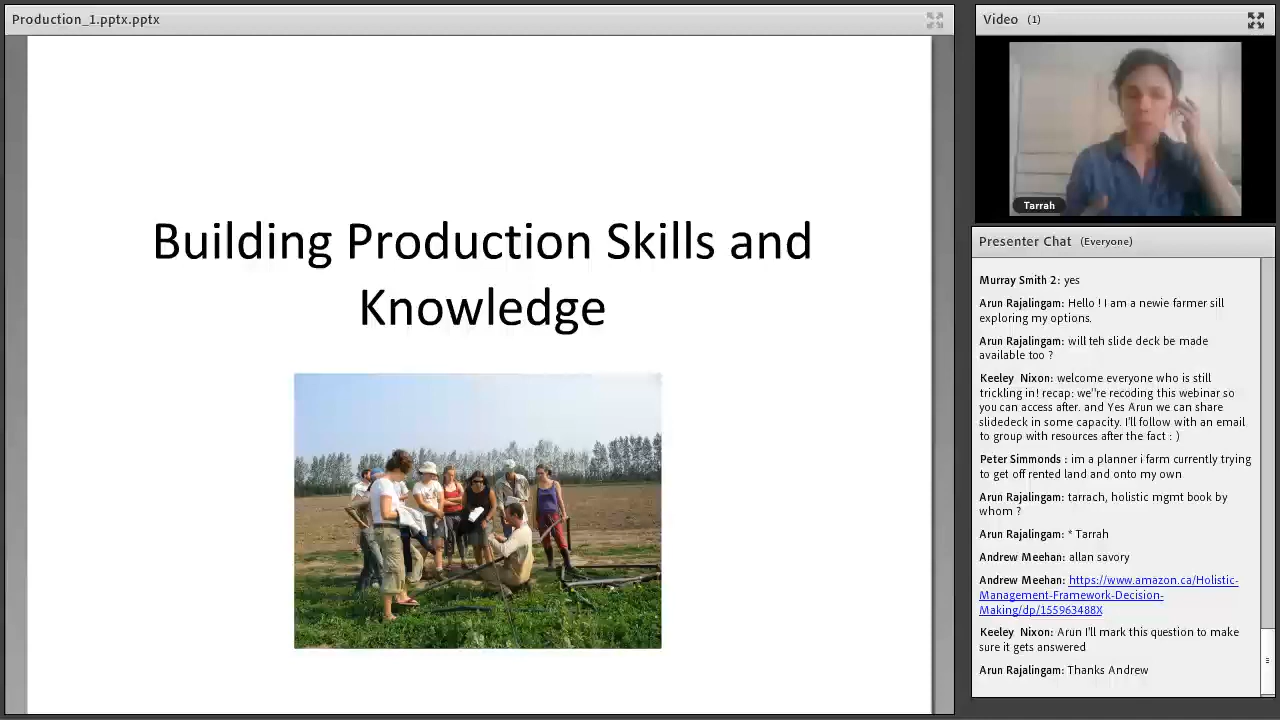 Production_1.pptx.pptx
Building Production Skills and
Knowledge
Video (1)
Tarrah
Presenter Chat (Everyone)
Murray Smith 2: yes
Arun Rajalingam: Hello ! I am a newie farmer sill
exploring my options.
Arun Rajalingam: will teh slide deck be made
available too ?
Keeley Nixon: welcome everyone who is still
trickling in! recap: we"re recoding this webinar so
you can access after. and Yes Arun we can share
slidedeck in some capacity. I'll follow with an email
to group with resources after the fact : )
Peter Simmonds : im a planner i farm currently trying
to get off rented land and onto my own
Arun Rajalingam: tarrach, holistic mgmt book by
whom ?
Arun Rajalingam: * Tarrah
Andrew Meehan: allan savory
Andrew Meehan: https://www.amazon.ca/Holistic-
Management-Framework-Decision-
Making/dp/155963488X
Keeley Nixon: Arun I'll mark this question to make
sure it gets answered
Arun Rajalingam: Thanks Andrew